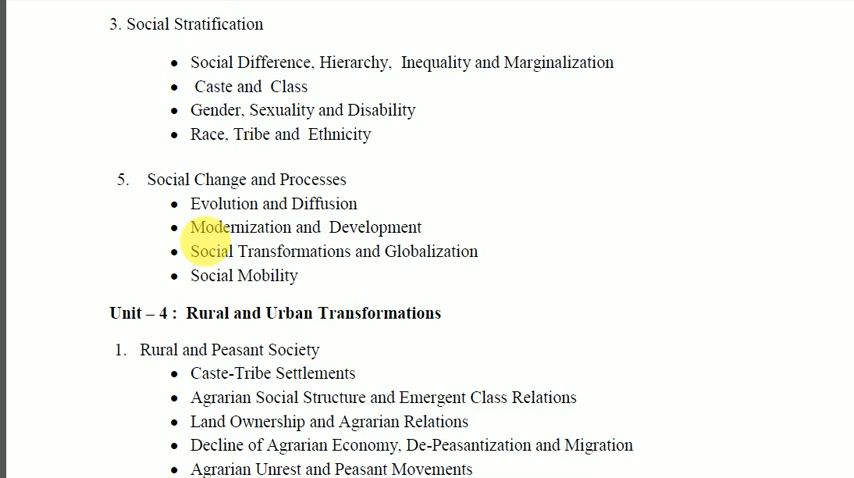 3. Social Stratification
• Social Difference, Hierarchy, Inequality and Marginalization
• Caste and Class
• Gender, Sexuality and Disability
• Race, Tribe and Ethnicity
5. Social Change and Processes
• Evolution and Diffusion
• Modernization and Development
• Social Transformations and Globalization
• Social Mobility
Unit – 4 : Rural and Urban Transformations
1. Rural and Peasant Society
• Caste-Tribe Settlements
• Agrarian Social Structure and Emergent Class Relations
• Land Ownership and Agrarian Relations
• Decline of Agrarian Economy, De-Peasantization and Migration
• Agrarian Unrest and Peasant Movements